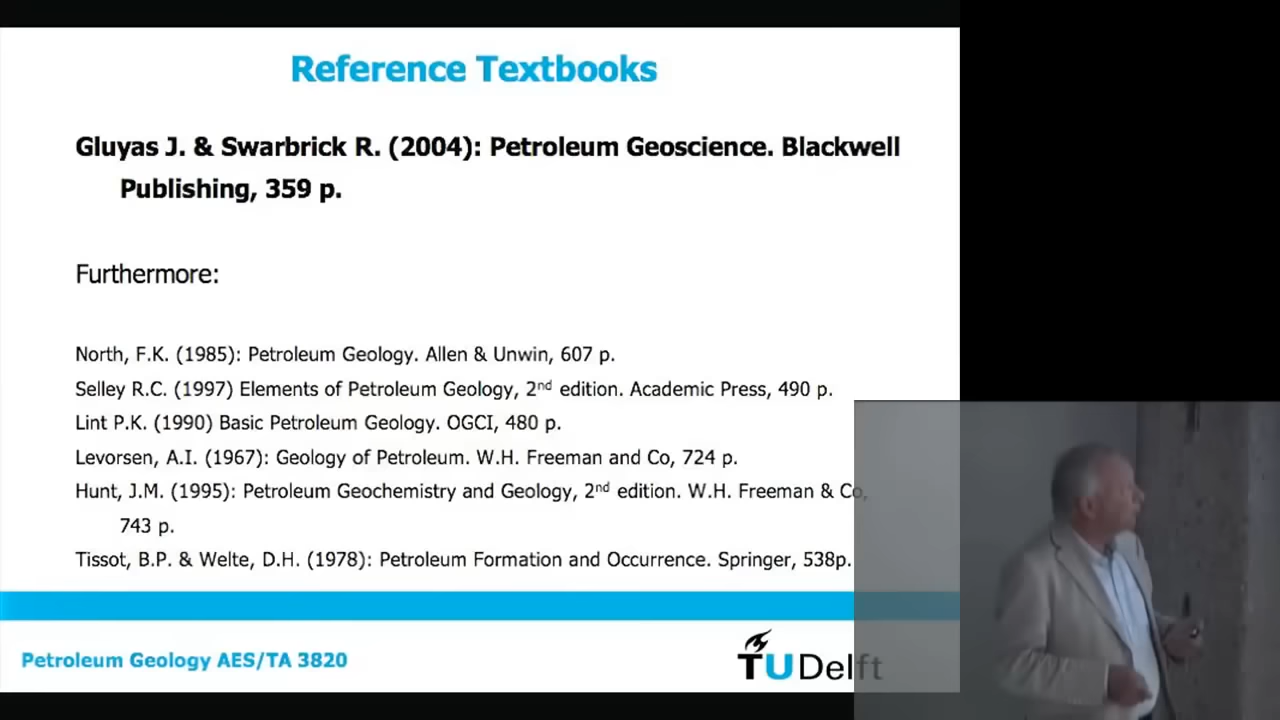 Reference Textbooks
Gluyas J. & Swarbrick R. (2004): Petroleum Geoscience. Blackwell
Publishing, 359 p.
Furthermore:
North, F.K. (1985): Petroleum Geology. Allen & Unwin, 607 p.
Selley R.C. (1997) Elements of Petroleum Geology, 2nd edition. Academic Press, 490 p.
Lint P.K. (1990) Basic Petroleum Geology. OGCI, 480 p.
Levorsen, A.I. (1967): Geology of Petroleum. W.H. Freeman and Co, 724 p.
Hunt, J.M. (1995): Petroleum Geochemistry and Geology, 2nd edition. W.H. Freeman & Co,
743 p.
Tissot, B.P. & Welte, D.H. (1978): Petroleum Formation and Occurrence. Springer, 538p.
Petroleum Geology AES/TA 3820
TU Delft